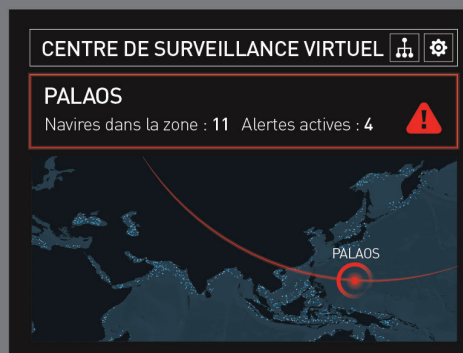 CENTRE DE SURVEILLANCE VIRTUEL
PALAOS
Navires dans la zone : 11 Alertes actives : 4
PALAOS